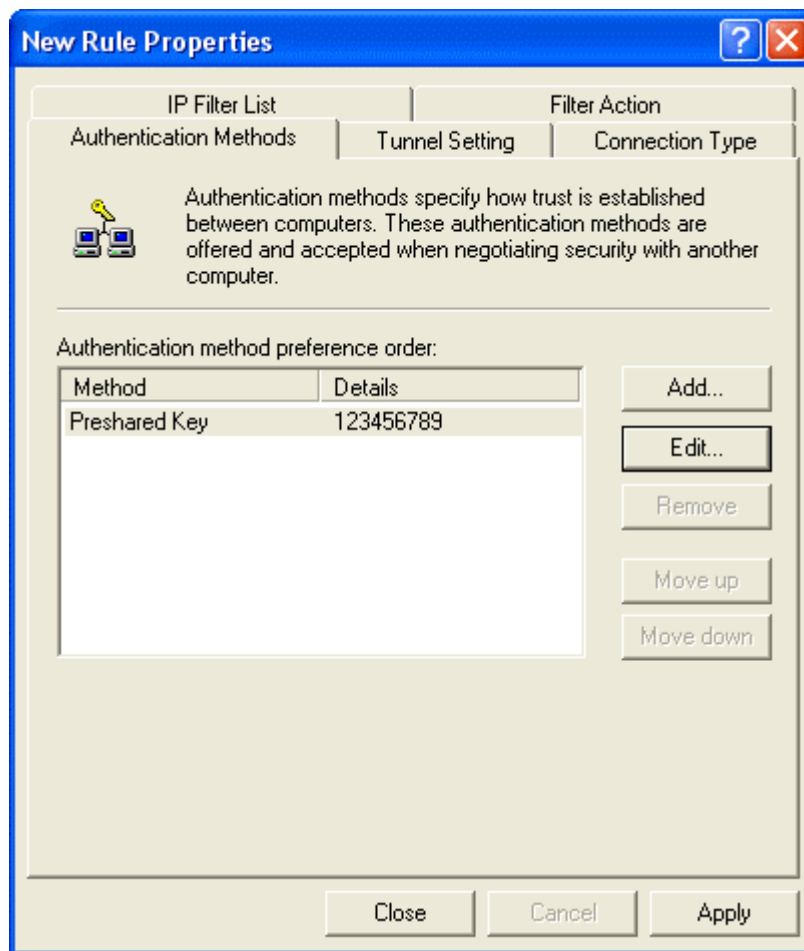 New Rule Properties
IP Filter List
Filter Action
Authentication Methods
Tunnel Setting
Connection Type
Authentication methods specify how trust is established
between computers. These authentication methods are
offered and accepted when negotiating security with another
computer.
Authentication method preference order:
Method Details
Preshared Key 123456789
Add...
Edit...
Remove
Move up
Move down
Close
Cancel
Apply